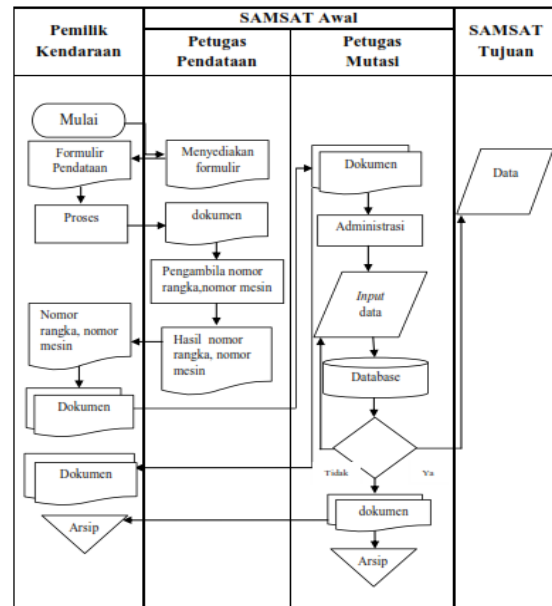 SAMSAT Awal
Pemilik
Kendaraan
Petugas
Pendataan
Petugas
Mutasi
SAMSAT
Tujuan
Mulai
Formulir
Pendataan
Menyediakan
formulir
Dokumen
Data
Proses
dokumen
Administrasi
Pengambila nomor
rangka,nomor mesin
Input
data
Nomor
rangka, nomor
mesin
Hasil nomor
rangka, nomor
mesin
Database
Dokumen
Tidak
Ya
Dokumen
dokumen
Arsip
Arsip